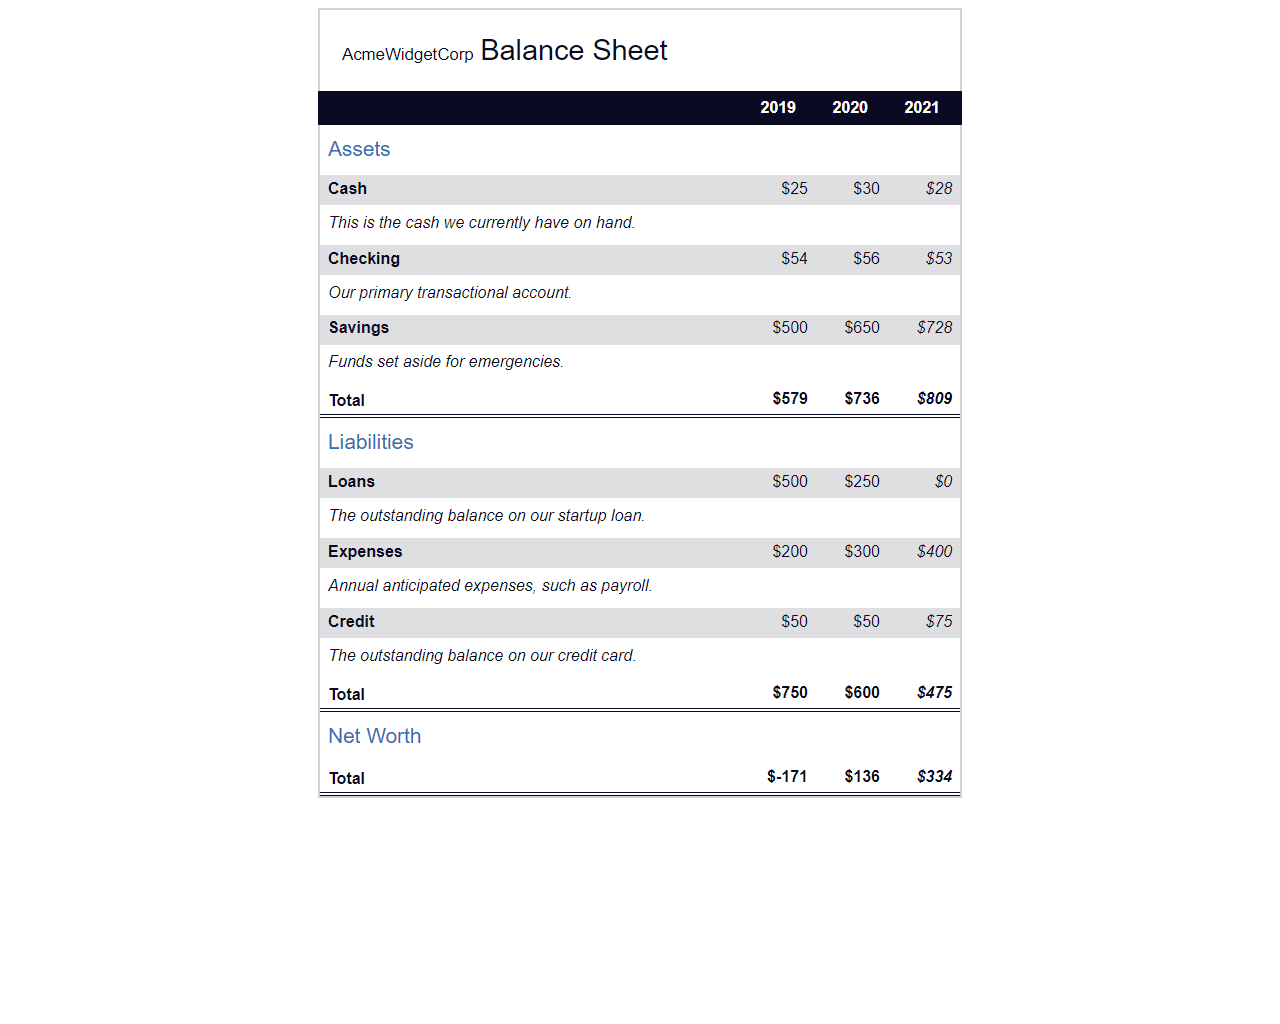 AcmeWidgetCorp Balance Sheet
2019 2020 2021
Assets
Cash $25 $30 $28
This is the cash we currently have on hand.
Checking $54 $56 $53
Our primary transactional account.
Savings $500 $650 $728
Funds set aside for emergencies.
Total $579 $736 $809
Liabilities
Loans $500 $250 $0
The outstanding balance on our startup loan.
Expenses $200 $300 $400
Annual anticipated expenses, such as payroll.
Credit $50 $50 $75
The outstanding balance on our credit card.
Total $750 $600 $475
Net Worth
Total $-171 $136 $334